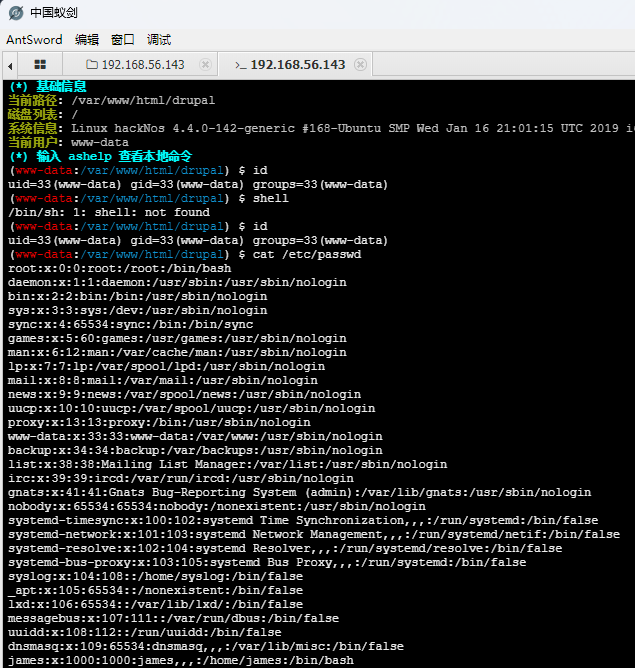 中国蚁剑
AntSword 编辑 窗口 调试
192.168.56.143 >_ 192.168.56.143
(*) 基础信息
当前路径: /var/www/html/drupal
磁盘列表: /
系统信息: Linux hackNos 4.4.0-142-generic #168-Ubuntu SMP Wed Jan 16 21:01:15 UTC 2019 i
当前用户: www-data
(*) 输入 ashelp 查看本地命令
(www-data:/var/www/html/drupal) $ id
uid=33(www-data) gid=33(www-data) groups=33(www-data)
(www-data:/var/www/html/drupal) $ shell
/bin/sh: 1: shell: not found
(www-data:/var/www/html/drupal) $ id
uid=33(www-data) gid=33(www-data) groups=33(www-data)
(www-data:/var/www/html/drupal) $ cat /etc/passwd
root:x:0:0:root:/root:/bin/bash
daemon:x:1:1:daemon:/usr/sbin:/usr/sbin/nologin
bin:x:2:2:bin:/bin:/usr/sbin/nologin
sys:x:3:3:sys:/dev:/usr/sbin/nologin
sync:x:4:65534:sync:/bin:/bin/sync
games:x:5:60:games:/usr/games:/usr/sbin/nologin
man:x:6:12:man:/var/cache/man:/usr/sbin/nologin
lp:x:7:7:lp:/var/spool/lpd:/usr/sbin/nologin
mail:x:8:8:mail:/var/mail:/usr/sbin/nologin
news:x:9:9:news:/var/spool/news:/usr/sbin/nologin
uucp:x:10:10:uucp:/var/spool/uucp:/usr/sbin/nologin
proxy:x:13:13:proxy:/bin:/usr/sbin/nologin
www-data:x:33:33:www-data:/var/www:/usr/sbin/nologin
backup:x:34:34:backup:/var/backups:/usr/sbin/nologin
list:x:38:38:Mailing List Manager:/var/list:/usr/sbin/nologin
irc:x:39:39:ircd:/var/run/ircd:/usr/sbin/nologin
gnats:x:41:41:Gnats Bug-Reporting System (admin):/var/lib/gnats:/usr/sbin/nologin
nobody:x:65534:65534:nobody:/nonexistent:/usr/sbin/nologin
systemd-timesync:x:100:102:systemd Time Synchronization,,,:/run/systemd:/bin/false
systemd-network:x:101:103:systemd Network Management,,,:/run/systemd/netif:/bin/false
systemd-resolve:x:102:104:systemd Resolver,,,:/run/systemd/resolve:/bin/false
systemd-bus-proxy:x:103:105:systemd Bus Proxy,,,:/run/systemd:/bin/false
syslog:x:104:108::/home/syslog:/bin/false
_apt:x:105:65534::/nonexistent:/bin/false
lxd:x:106:65534::/var/lib/lxd/:/bin/false
messagebus:x:107:111::/var/run/dbus:/bin/false
uuidd:x:108:112::/run/uuidd:/bin/false
dnsmasq:x:109:65534:dnsmasq,,,:/var/lib/misc:/bin/false
james:x:1000:1000:james,,,:/home/james:/bin/bash